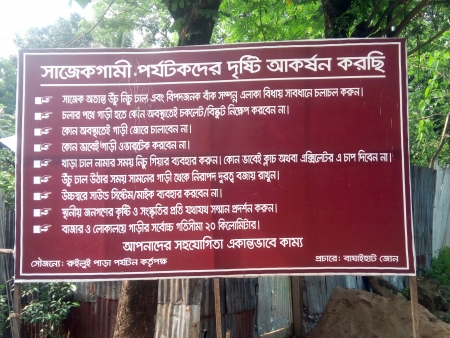 সাজেকগামী পর্যটকদের দৃষ্টি আকর্ষন করছি
সাজেক অত্যন্ত উঁচু নিচু ঢাল এবং বিপদজনক বাঁক সম্পন্ন এলাকা বিধায় সাবধানে চলাচল করুন।
চলার পথে গাড়ী হতে কোন অবস্থাতেই চকলেট/বিস্কুট নিক্ষেপ করবেন না।
কোন অবস্থাতেই গাড়ী জোরে চালাবেন না।
কোন ভাবেই গাড়ী ওভারটেক করবেন না।
খাড়া ঢাল নামার সময় নিচু গিয়ার ব্যবহার করুন। কোন ভাবেই ক্লাচ অথবা এক্সিলেটর এ চাপ দিবেন না।
উঁচু ঢাল উঠার সময় সামনের গাড়ী থেকে নিরাপদ দুরত্ব বজায় রাখুন।
উচ্চস্বরে সাউন্ড সিস্টেম/মাইক ব্যবহার করবেন না।
স্থানীয় জনগণের কৃষ্টি ও সংস্কৃতির প্রতি যথাযথ সম্মান প্রদর্শন করুন।
বাজার ও লোকালয়ে গাড়ীর সর্বোচ্চ গতিসীমা ২০ কিলোমিটার।
আপনাদের সহযোগিতা একান্তভাবে কাম্য
সৌজন্যে: রুইলুই পাড়া পর্যটন কর্তৃপক্ষ
প্রচারে: বাঘাইহাট জোন